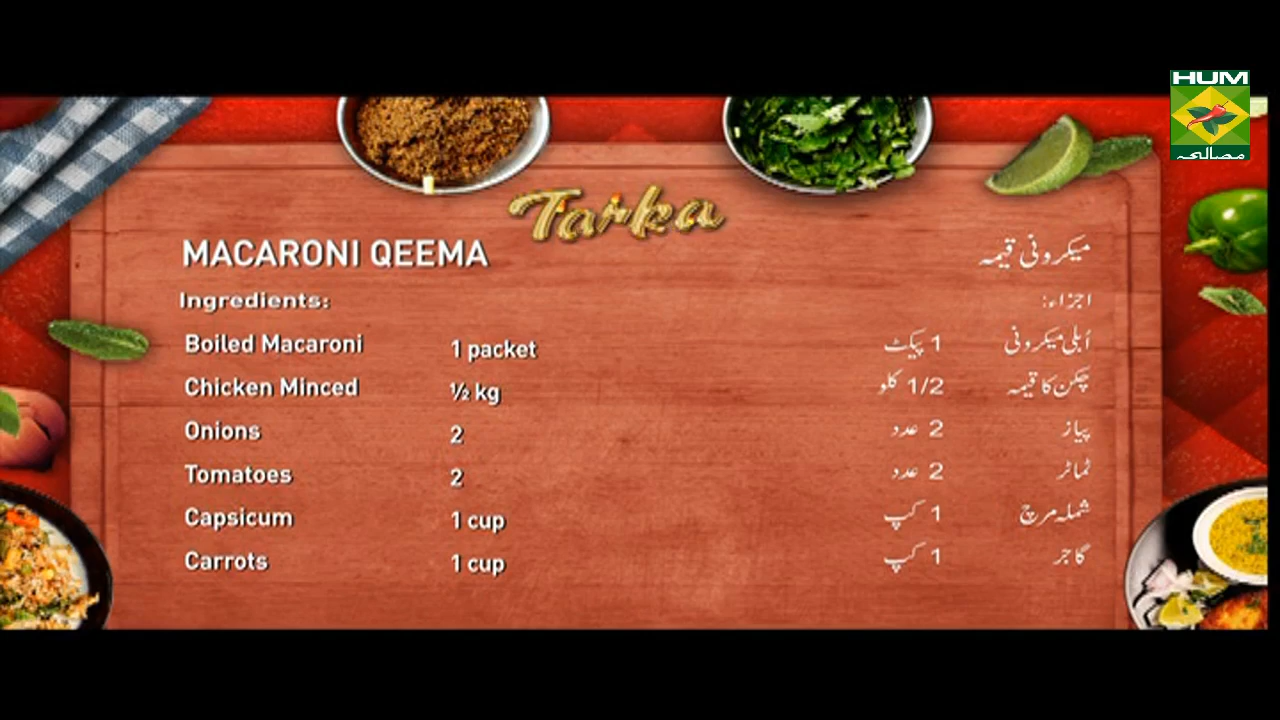 HUM
مصالحہ
Tarka
MACARONI QEEMA میکرونی قیمہ
Ingredients: اجزاء:
Boiled Macaroni 1 packet اُبلی میکرونی 1 پیکٹ
Chicken Minced ½ kg چکن کا قیمہ 1/2 کلو
Onions 2 پیاز 2 عدد
Tomatoes 2 ٹماٹر 2 عدد
Capsicum 1 cup شملہ مرچ 1 کپ
Carrots 1 cup گاجر 1 کپ